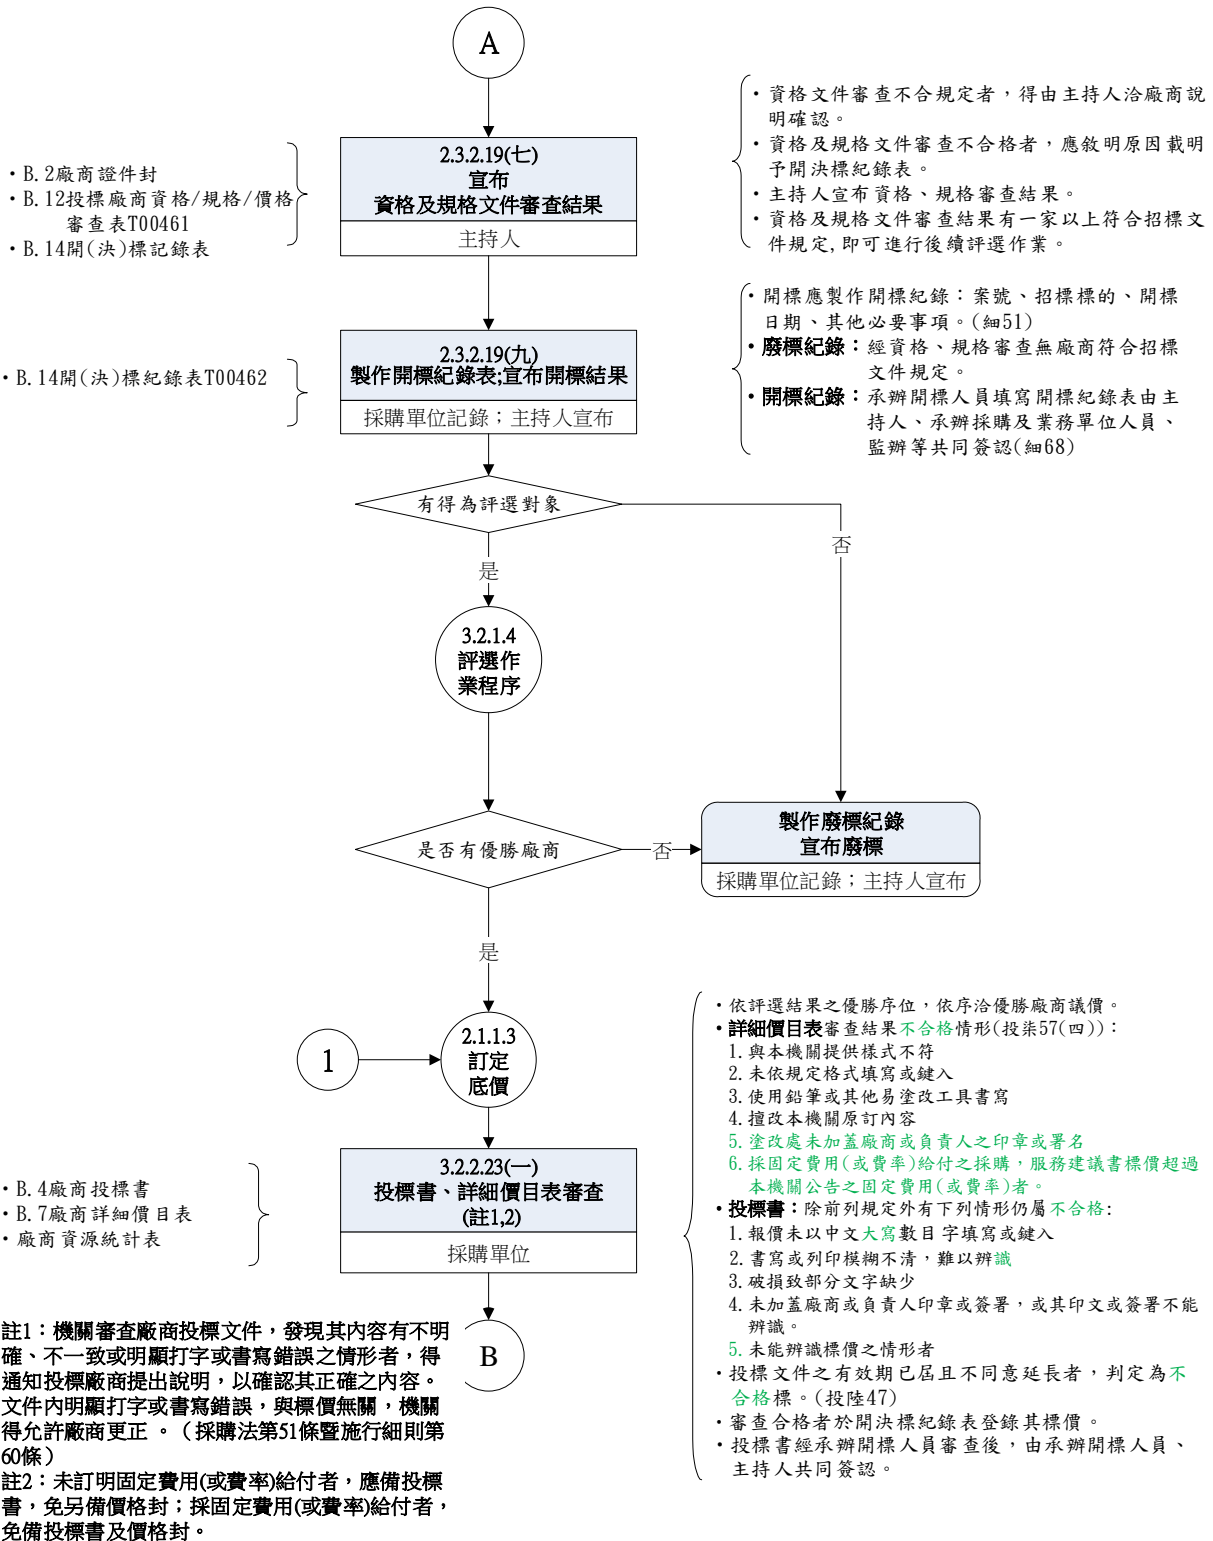 A
・B.2廠商證件封
・B.12投標廠商資格/規格/價格
審查表T00461
・B.14開(決)標記錄表
2.3.2.19(七)
宣布
資格及規格文件審查結果
主持人
・資格文件審查不合規定者，得由主持人洽廠商說
明確認。
・資格及規格文件審查不合格者，應敘明原因載明
予開決標紀錄表。
・主持人宣布資格、規格審查結果。
・資格及規格文件審查結果有一家以上符合招標文
件規定,即可進行後續評選作業。
・B.14開(決)標紀錄表T00462
2.3.2.19(九)
製作開標紀錄表;宣布開標結果
採購單位記錄；主持人宣布
・開標應製作開標紀錄：案號、招標標的、開標
日期、其他必要事項。(細51)
・廢標紀錄：經資格、規格審查無廠商符合招標
文件規定。
・開標紀錄：承辦開標人員填寫開標紀錄表由主
持人、承辦採購及業務單位人員、
監辦等共同簽認(細68)
有得為評選對象
否
是
3.2.1.4
評選作
業程序
是否有優勝廠商
否
製作廢標紀錄
宣布廢標
採購單位記錄；主持人宣布
是
1
2.1.1.3
訂定
底價
・B.4廠商投標書
・B.7廠商詳細價目表
・廠商資源統計表
3.2.2.23(一)
投標書、詳細價目表審查
(註1,2)
採購單位
・依評選結果之優勝序位，依序洽優勝廠商議價。
・詳細價目表審查結果不合格情形(投柒57(四))：
1.與本機關提供樣式不符
2.未依規定格式填寫或鍵入
3.使用鉛筆或其他易塗改工具書寫
4.擅改本機關原訂內容
5.塗改處未加蓋廠商或負責人之印章或署名
6.採固定費用(或費率)給付之採購，服務建議書標價超過
本機關公告之固定費用(或費率)者。
・投標書：除前列規定外有下列情形仍屬不合格:
1.報價未以中文大寫數目字填寫或鍵入
2.書寫或列印模糊不清，難以辨識
3.破損致部分文字缺少
4.未加蓋廠商或負責人印章或簽署，或其印文或簽署不能
辨識。
5.未能辨識標價之情形者
・投標文件之有效期已屆且不同意延長者，判定為不
合格標。(投陸47)
・審查合格者於開決標紀錄表登錄其標價。
・投標書經承辦開標人員審查後，由承辦開標人員、
主持人共同簽認。
B
註1：機關審查廠商投標文件，發現其內容有不明
確、不一致或明顯打字或書寫錯誤之情形者，得
通知投標廠商提出說明，以確認其正確之內容。
文件內明顯打字或書寫錯誤，與標價無關，機關
得允許廠商更正 。（採購法第51條暨施行細則第
60條）
註2：未訂明固定費用(或費率)給付者，應備投標
書，免另備價格封；採固定費用(或費率)給付者，
免備投標書及價格封。